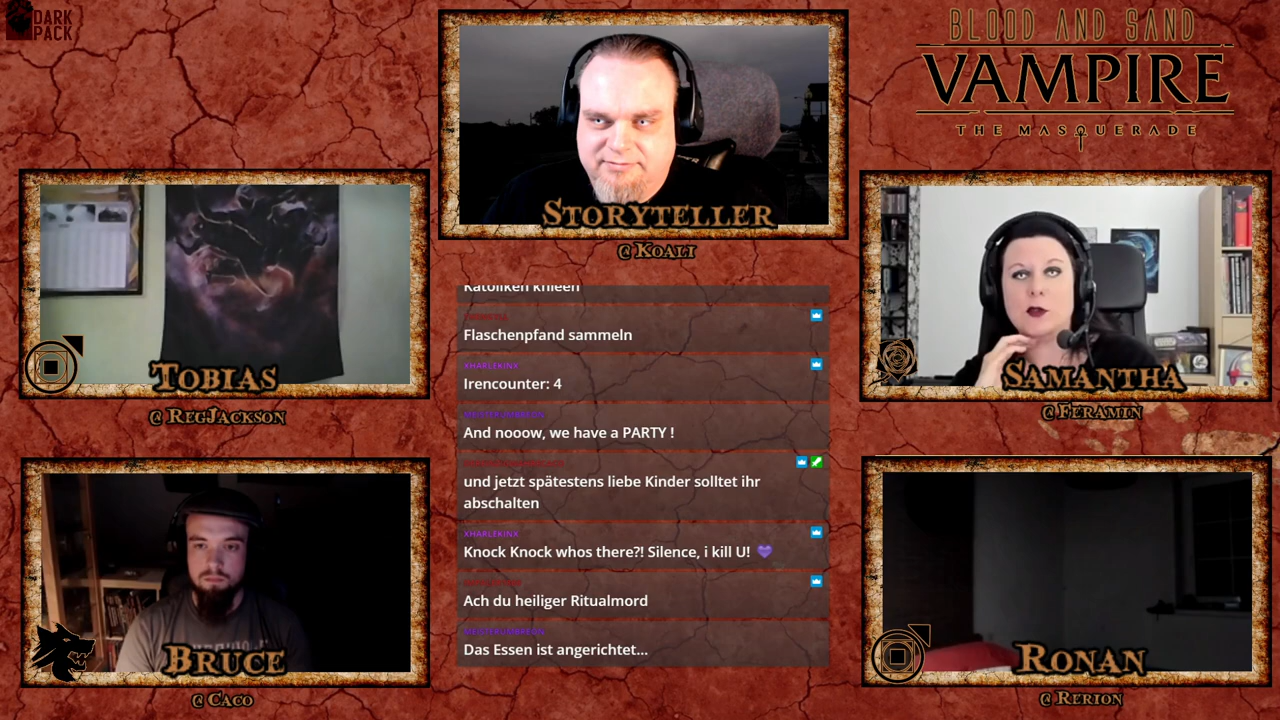 DARK
PACK
BLOOD AND SAND
VAMPIRE
THE MASQUERADE
STORYTELLER
@ KOALI
TOBIAS
@ REGJACKSON
SAMANTHA
@ FERAMIN
Katoliken knieen
Flaschenpfand sammeln
XHARLEKINX
Irencounter: 4
And nooow, we have a PARTY !
und jetzt spätestens liebe Kinder solltet ihr
abschalten
XHARLEKINX
Knock Knock whos there?! Silence, i kill U! 💜
Ach du heiliger Ritualmord
Das Essen ist angerichtet...
BRUCE
@ CACO
RONAN
@ RERION